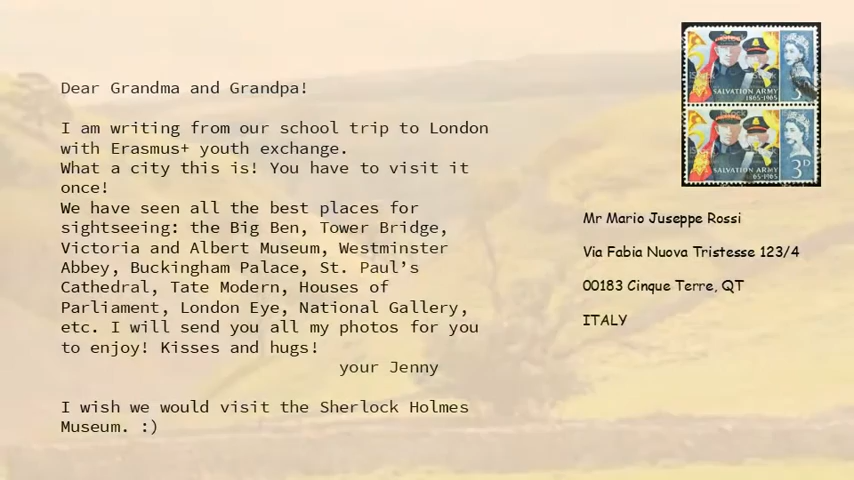 Dear Grandma and Grandpa!
I am writing from our school trip to London
with Erasmus+ youth exchange.
What a city this is! You have to visit it
once!
We have seen all the best places for
sightseeing: the Big Ben, Tower Bridge,
Victoria and Albert Museum, Westminster
Abbey, Buckingham Palace, St. Paul’s
Cathedral, Tate Modern, Houses of
Parliament, London Eye, National Gallery,
etc. I will send you all my photos for you
to enjoy! Kisses and hugs!
your Jenny
I wish we would visit the Sherlock Holmes
Museum. :)
SALVATION ARMY
1865-1965
3D
SALVATION ARMY
65-1965
3D
Mr Mario Juseppe Rossi
Via Fabia Nuova Tristesse 123/4
00183 Cinque Terre, QT
ITALY